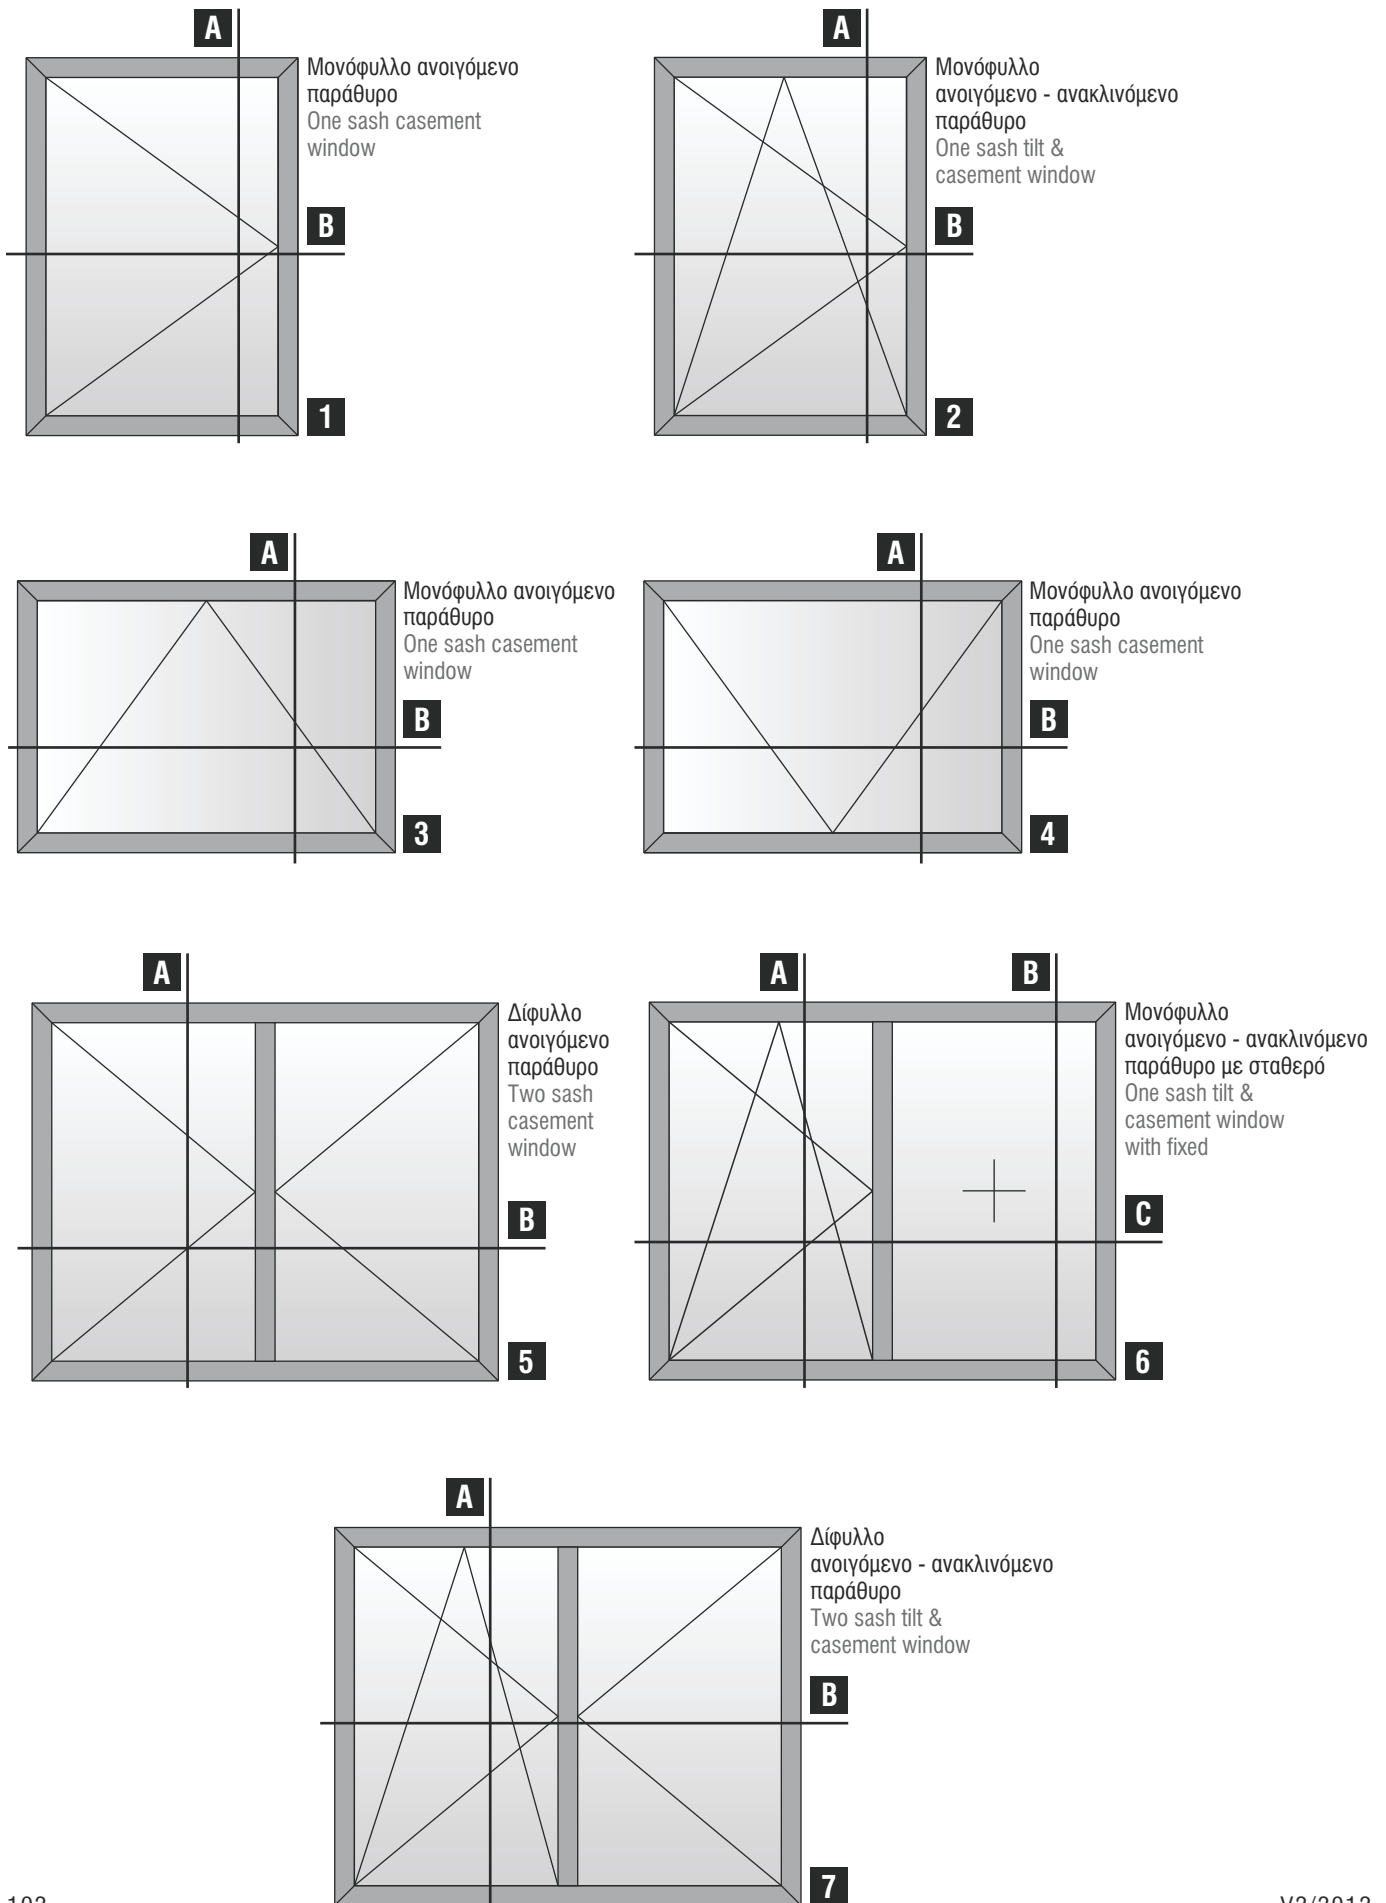 A
Μονόφυλλο ανοιγόμενο
παράθυρο
One sash casement
window
B
1
A
Μονόφυλλο
ανοιγόμενο - ανακλινόμενο
παράθυρο
One sash tilt &
casement window
B
2
A
Μονόφυλλο ανοιγόμενο
παράθυρο
One sash casement
window
B
3
A
Μονόφυλλο ανοιγόμενο
παράθυρο
One sash casement
window
B
4
A
Δίφυλλο
ανοιγόμενο
παράθυρο
Two sash
casement
window
B
5
A
B
Μονόφυλλο
ανοιγόμενο - ανακλινόμενο
παράθυρο με σταθερό
One sash tilt &
casement window
with fixed
C
6
A
Δίφυλλο
ανοιγόμενο - ανακλινόμενο
παράθυρο
Two sash tilt &
casement window
B
7